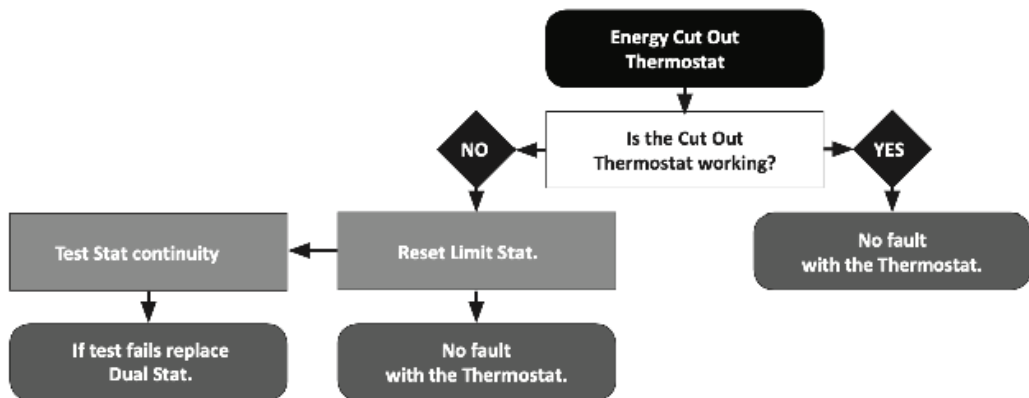 Energy Cut Out
Thermostat
Is the Cut Out
Thermostat working?
NO
YES
Test Stat continuity
Reset Limit Stat.
No fault
with the Thermostat.
If test fails replace
Dual Stat.
No fault
with the Thermostat.